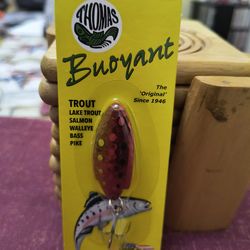 THOMAS
Buoyant
The
'Original'
Since 1946
TROUT
LAKE TROUT
SALMON
WALLEYE
BASS
PIKE